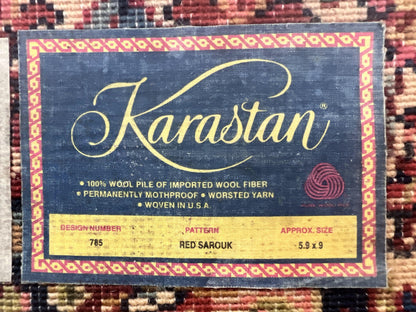 Karastan®
• 100% WOOL PILE OF IMPORTED WOOL FIBER
• PERMANENTLY MOTHPROOF • WORSTED YARN
• WOVEN IN U.S.A.
DESIGN NUMBER PATTERN APPROX. SIZE
785 RED SAROUK 5.9 x 9